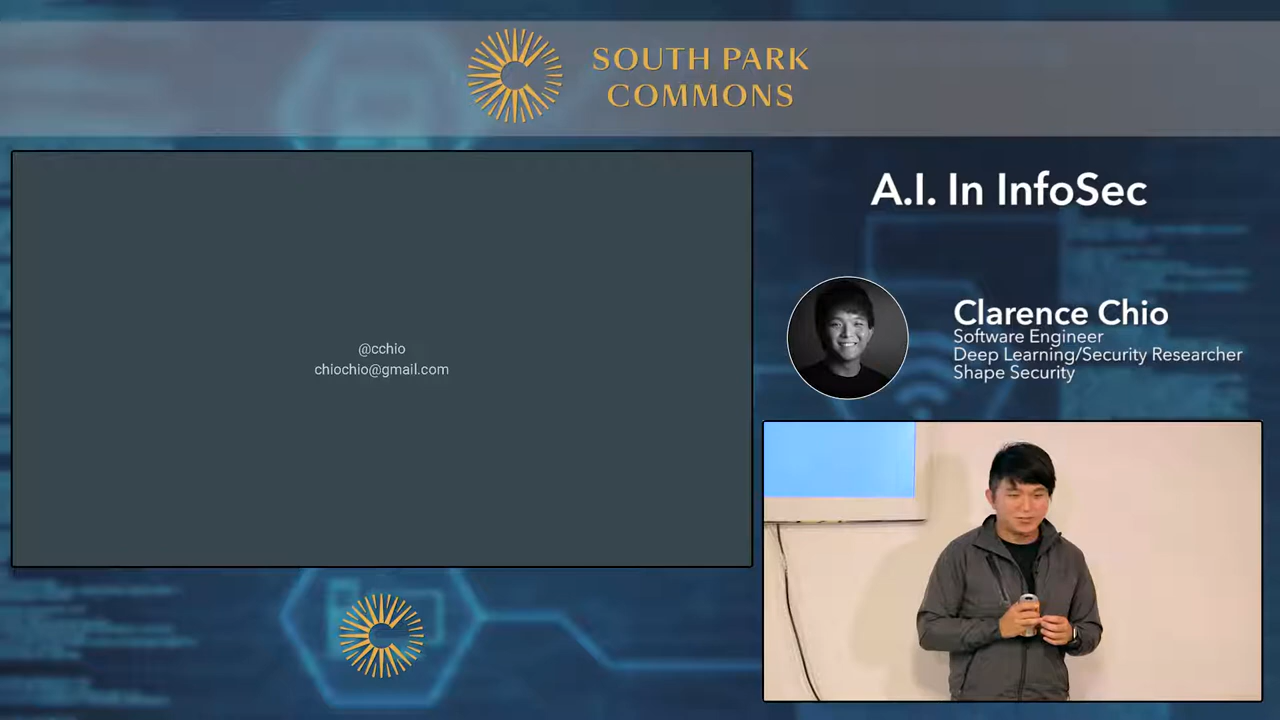 SOUTH PARK
COMMONS
@cchio
chiochio@gmail.com
A.I. In InfoSec
Clarence Chio
Software Engineer
Deep Learning/Security Researcher
Shape Security